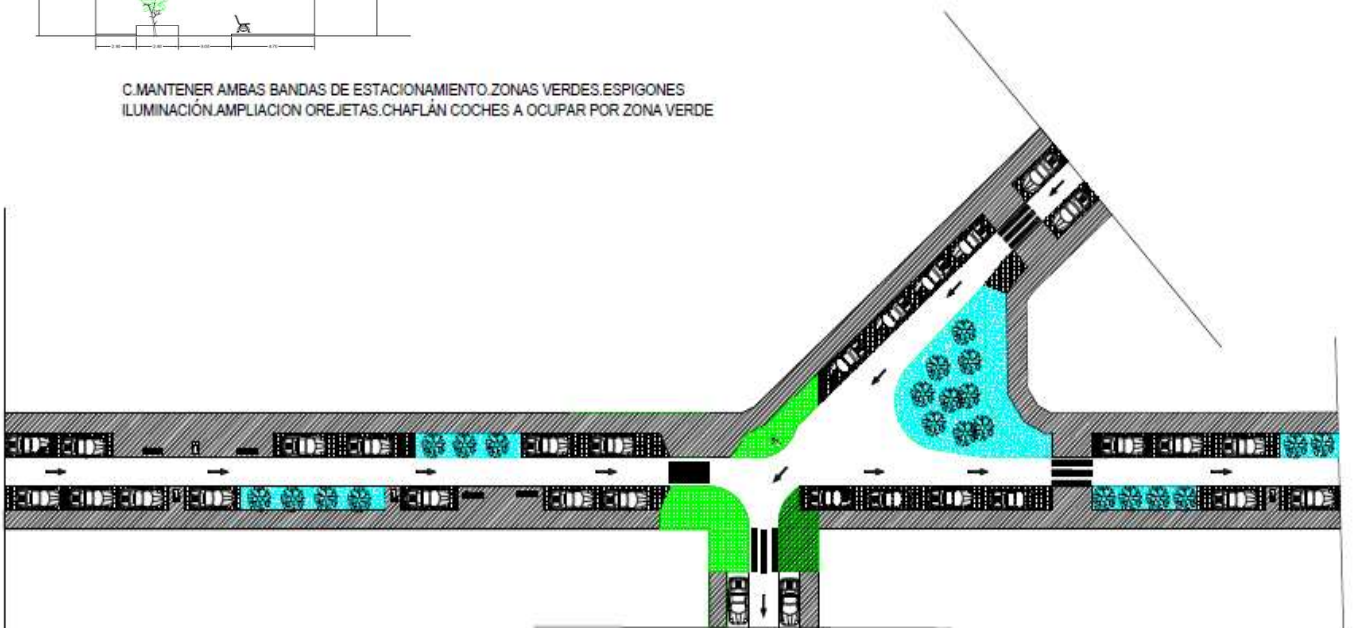 C.MANTENER AMBAS BANDAS DE ESTACIONAMIENTO.ZONAS VERDES.ESPIGONES
ILUMINACIÓN.AMPLIACION OREJETAS.CHAFLÁN COCHES A OCUPAR POR ZONA VERDE